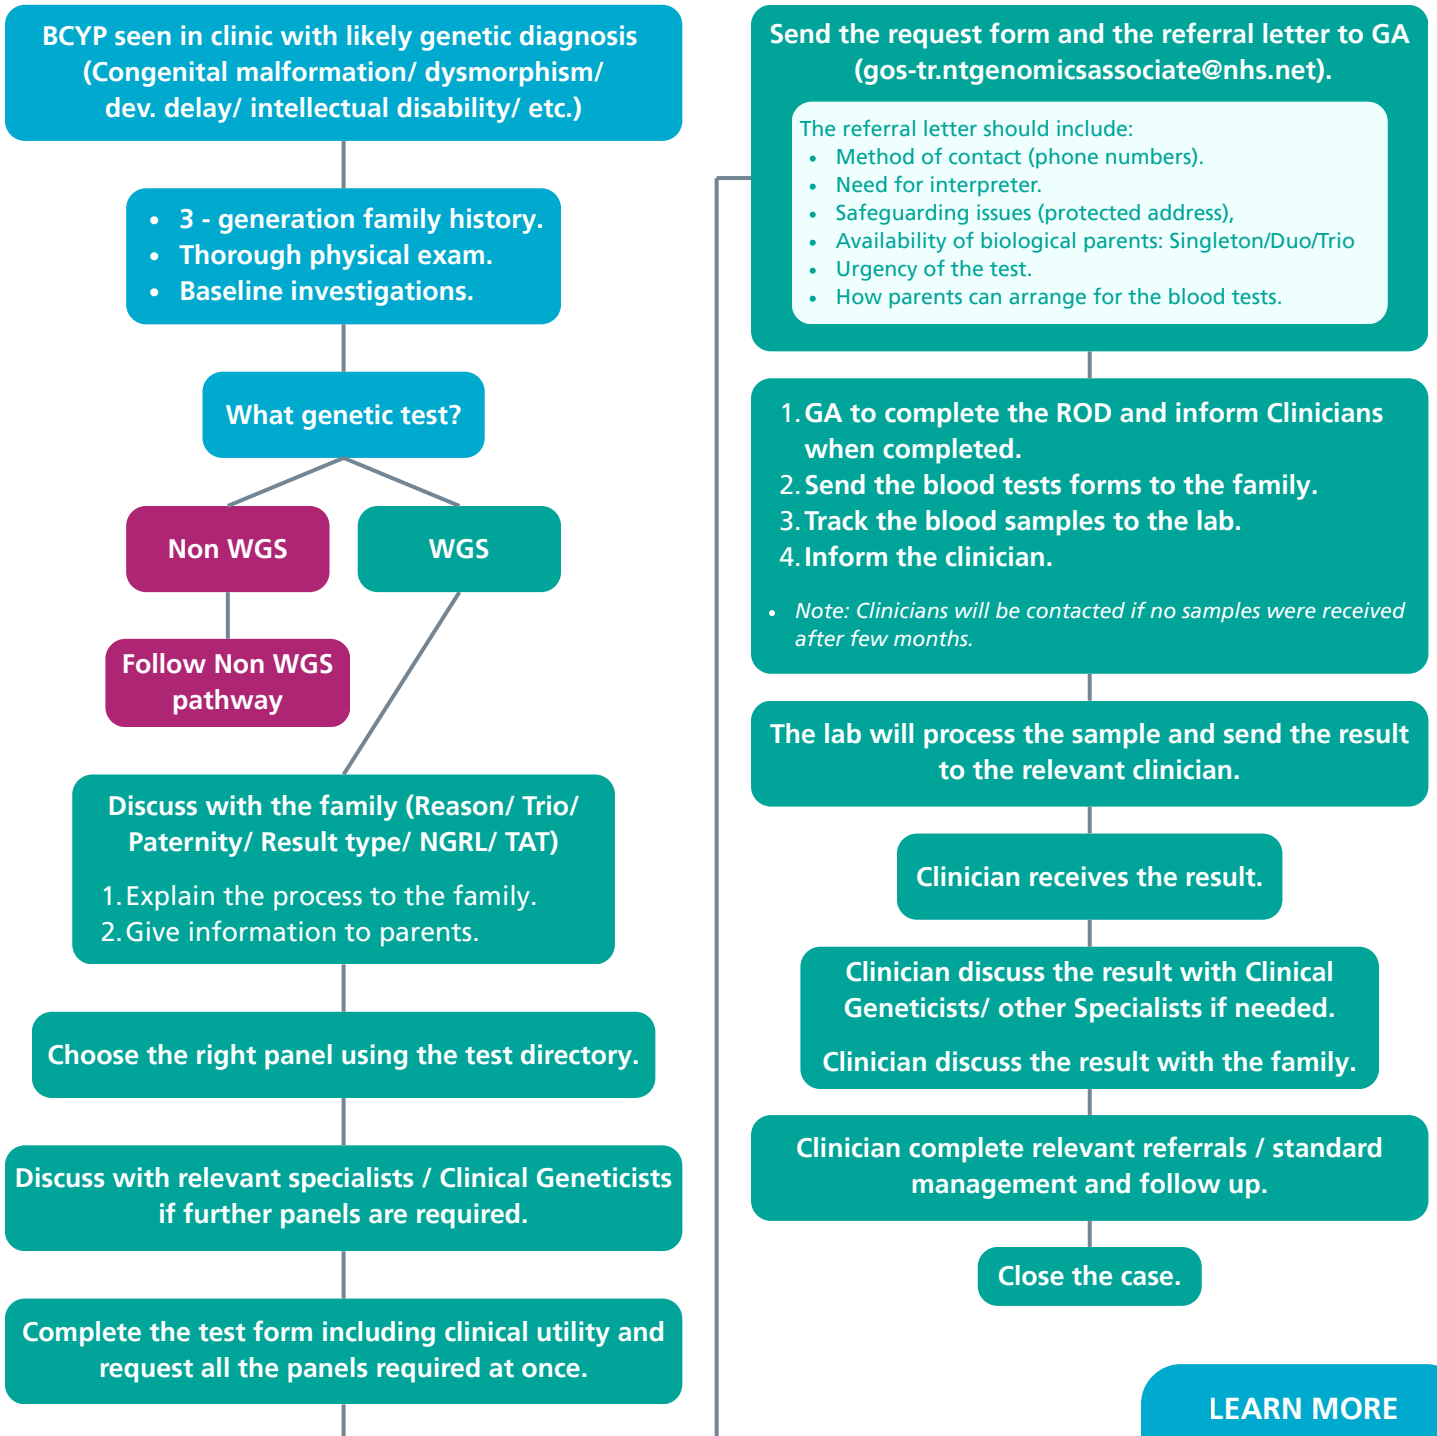 BCYP seen in clinic with likely genetic diagnosis
(Congenital malformation/ dysmorphism/
dev. delay/ intellectual disability/ etc.)
• 3 - generation family history.
• Thorough physical exam.
• Baseline investigations.
What genetic test?
Non WGS
WGS
Follow Non WGS
pathway
Discuss with the family (Reason/ Trio/
Paternity/ Result type/ NGRL/ TAT)
1. Explain the process to the family.
2. Give information to parents.
Choose the right panel using the test directory.
Discuss with relevant specialists / Clinical Geneticists
if further panels are required.
Complete the test form including clinical utility and
request all the panels required at once.
Send the request form and the referral letter to GA
(gos-tr.ntgenomicsassociate@nhs.net).
The referral letter should include:
• Method of contact (phone numbers).
• Need for interpreter.
• Safeguarding issues (protected address),
• Availability of biological parents: Singleton/Duo/Trio
• Urgency of the test.
• How parents can arrange for the blood tests.
1. GA to complete the ROD and inform Clinicians
when completed.
2. Send the blood tests forms to the family.
3. Track the blood samples to the lab.
4. Inform the clinician.
• Note: Clinicians will be contacted if no samples were received
after few months.
The lab will process the sample and send the result
to the relevant clinician.
Clinician receives the result.
Clinician discuss the result with Clinical
Geneticists/ other Specialists if needed.
Clinician discuss the result with the family.
Clinician complete relevant referrals / standard
management and follow up.
Close the case.
LEARN MORE